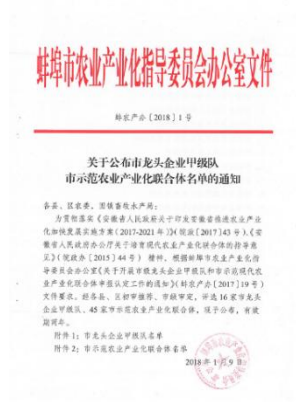 蚌埠市农业产业化指导委员会办公室文件
蚌农产办〔2018〕1号
关于公布市龙头企业甲级队
市示范农业产业化联合体名单的通知
各县、区农委,固镇畜牧水产局:
为贯彻落实《安徽省人民政府关于印发安徽省推进农业产业
化加快发展实施方案(2017-2021年)》(皖政〔2017〕43号)、《安
徽省人民政府办公厅关于培育现代农业产业化联合体的指导意
见》(皖政办〔2015〕44号)精神,根据蚌埠市农业产业化指
导委员会办公室《关于开展市级龙头企业甲级队和市示范现代农
业产业化联合体申报认定工作的通知》(蚌农产办〔2017〕19号)
文件要求,经各县、区初审推荐、市级审定,评选16家市龙头企
业甲级队、45家市示范农业产业化联合体,现予公布,有效
期两年。
附件1:市龙头企业甲级队名单
附件2:市示范农业产业化联合体名单
2018年1月9日